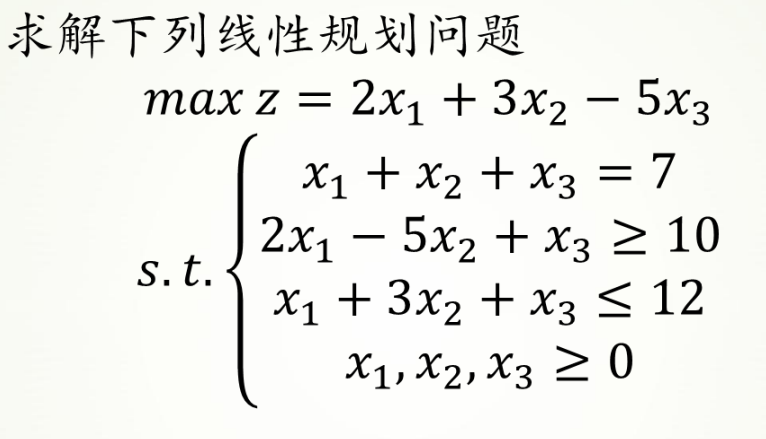 求解下列线性规划问题
max z = 2x₁ + 3x₂ − 5x₃
x₁ + x₂ + x₃ = 7
2x₁ − 5x₂ + x₃ ≥ 10
s.t.
x₁ + 3x₂ + x₃ ≤ 12
x₁, x₂, x₃ ≥ 0